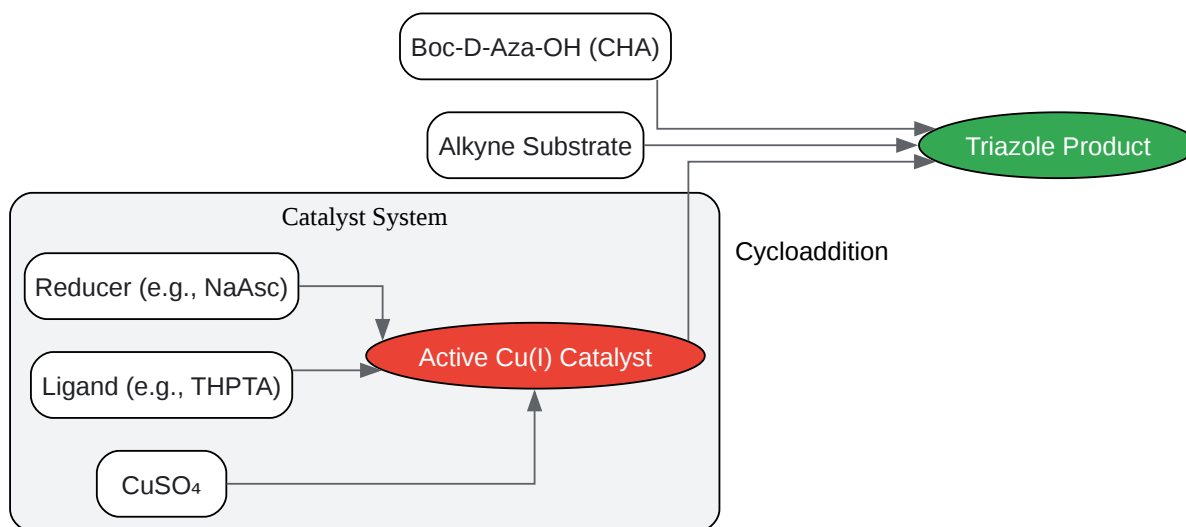 Boc-D-Aza-OH (CHA)
Alkyne Substrate
Triazole Product
Catalyst System
Cycloaddition
Reducer (e.g., NaAsc)
Active Cu(I) Catalyst
Ligand (e.g., THPTA)
CuSO₄